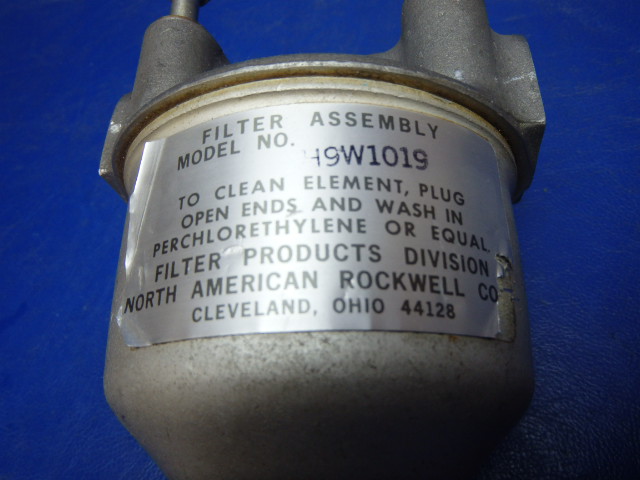 FILTER ASSEMBLY
MODEL NO. H9W1019
TO CLEAN ELEMENT, PLUG
OPEN ENDS AND WASH IN
PERCHLORETHYLENE OR EQUAL.
FILTER PRODUCTS DIVISION
NORTH AMERICAN ROCKWELL CO
CLEVELAND, OHIO 44128